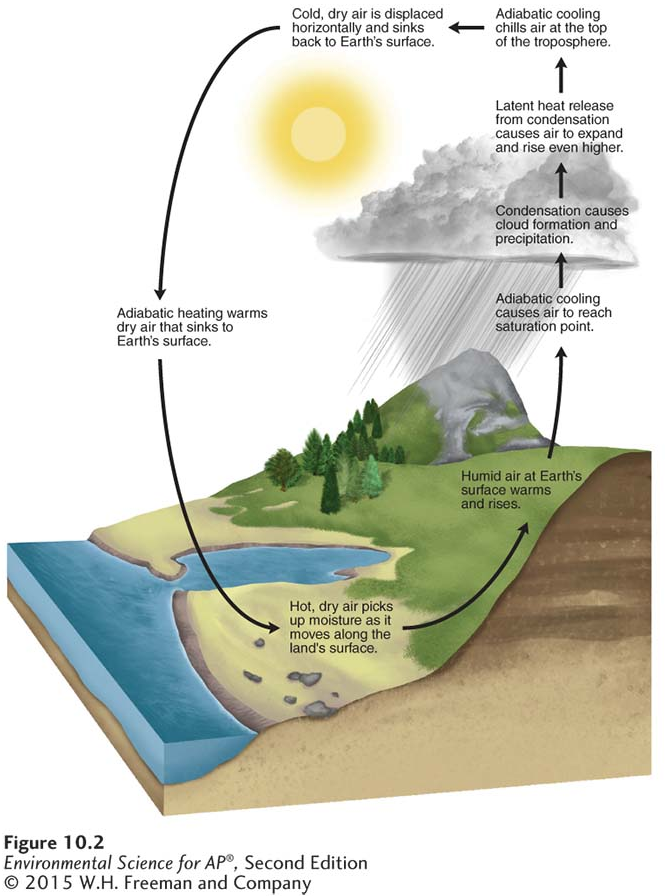 Cold, dry air is displaced
horizontally and sinks
back to Earth's surface.
Adiabatic cooling
chills air at the top
of the troposphere.
Latent heat release
from condensation
causes air to expand
and rise even higher.
Condensation causes
cloud formation and
precipitation.
Adiabatic cooling
causes air to reach
saturation point.
Adiabatic heating warms
dry air that sinks to
Earth's surface.
Humid air at Earth's
surface warms
and rises.
Hot, dry air picks
up moisture as it
moves along the
land's surface.
Figure 10.2
Environmental Science for AP®, Second Edition
© 2015 W.H. Freeman and Company